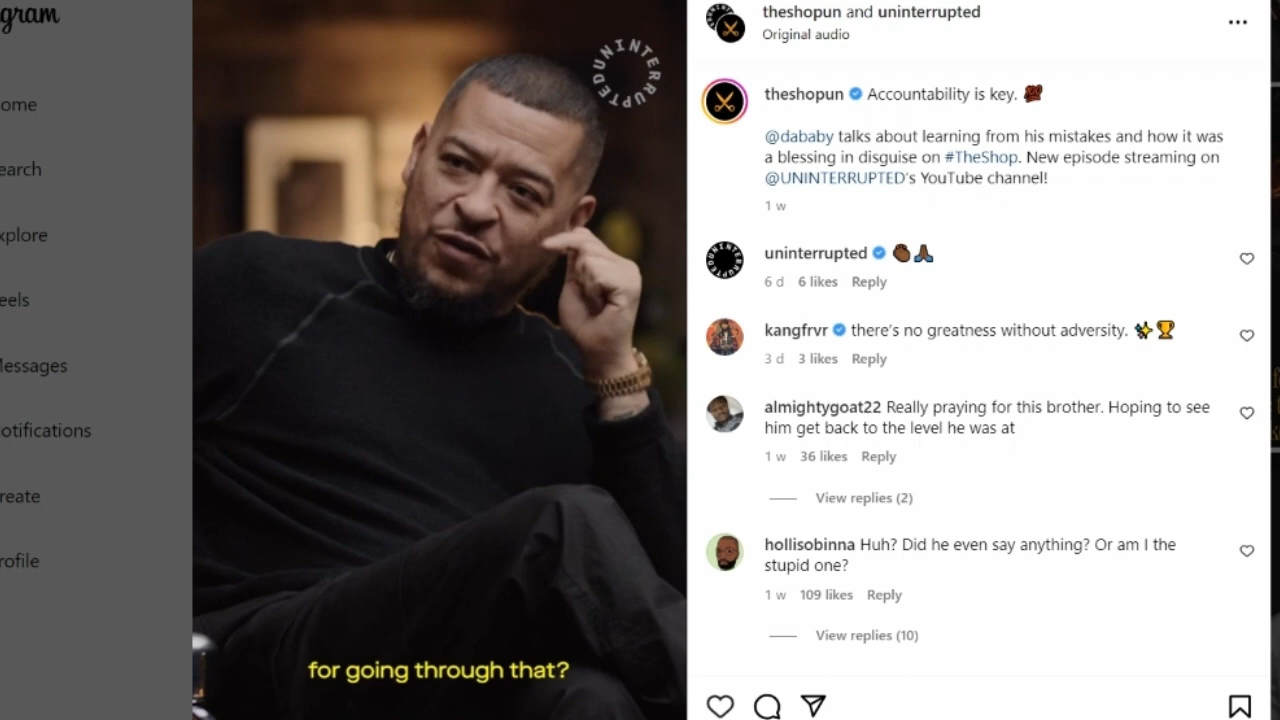 gram
ome
earch
xplore
eels
Messages
otifications
reate
rofile
UNINTERRUPTED
for going through that?
theshopun and uninterrupted
Original audio
theshopun Accountability is key. 💯
@dababy talks about learning from his mistakes and how it was
a blessing in disguise on #TheShop. New episode streaming on
@UNINTERRUPTED's YouTube channel!
1 w
uninterrupted 👏🏿🙏🏿
6 d 6 likes Reply
kangfrvr there's no greatness without adversity. ✨🏆
3 d 3 likes Reply
almightygoat22 Really praying for this brother. Hoping to see
him get back to the level he was at
1 w 36 likes Reply
View replies (2)
hollisobinna Huh? Did he even say anything? Or am I the
stupid one?
1 w 109 likes Reply
View replies (10)